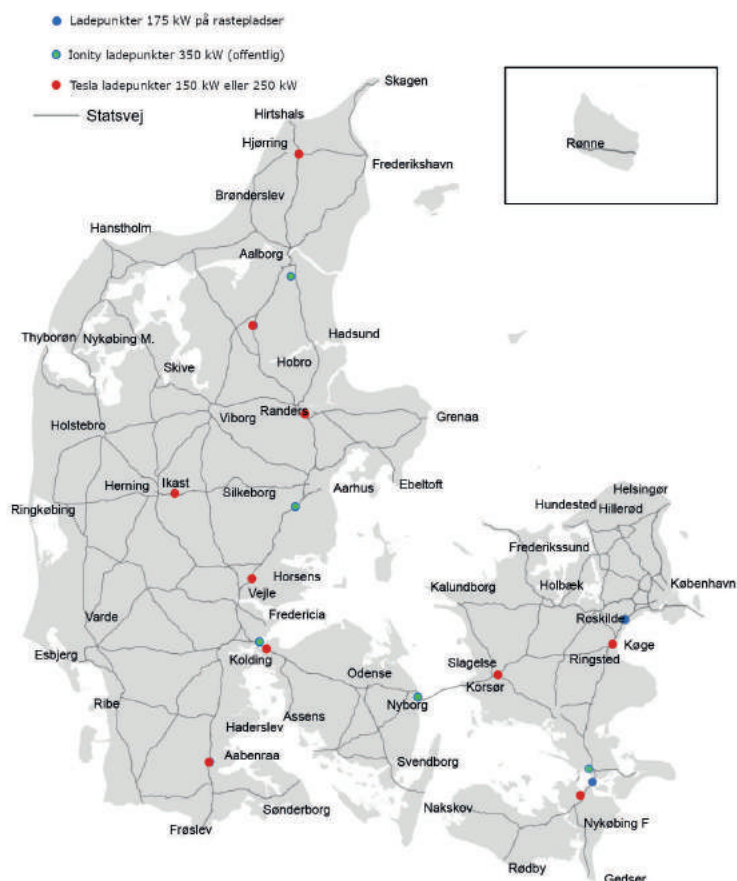 Ladepunkter 175 kW på rastepladser
Ionity ladepunkter 350 kW (offentlig)
Tesla ladepunkter 150 kW eller 250 kW
Statsvej
Skagen
Hirtshals
Hjørring
Frederikshavn
Brønderslev
Rønne
Hanstholm
Aalborg
Thyborøn
Nykøbing M.
Hadsund
Skive
Hobro
Holstebro
Viborg
Randers
Grenaa
Herning
Ikast
Silkeborg
Aarhus
Ebeltoft
Ringkøbing
Helsingør
Hundested
Hillerød
Frederikssund
Horsens
Vejle
Kalundborg
Holbæk
København
Varde
Fredericia
Roskilde
Esbjerg
Kolding
Odense
Slagelse
Ringsted
Køge
Korsør
Ribe
Nyborg
Haderslev
Assens
Aabenraa
Svendborg
Sønderborg
Nakskov
Nykøbing F
Frøslev
Rødby
Gedser